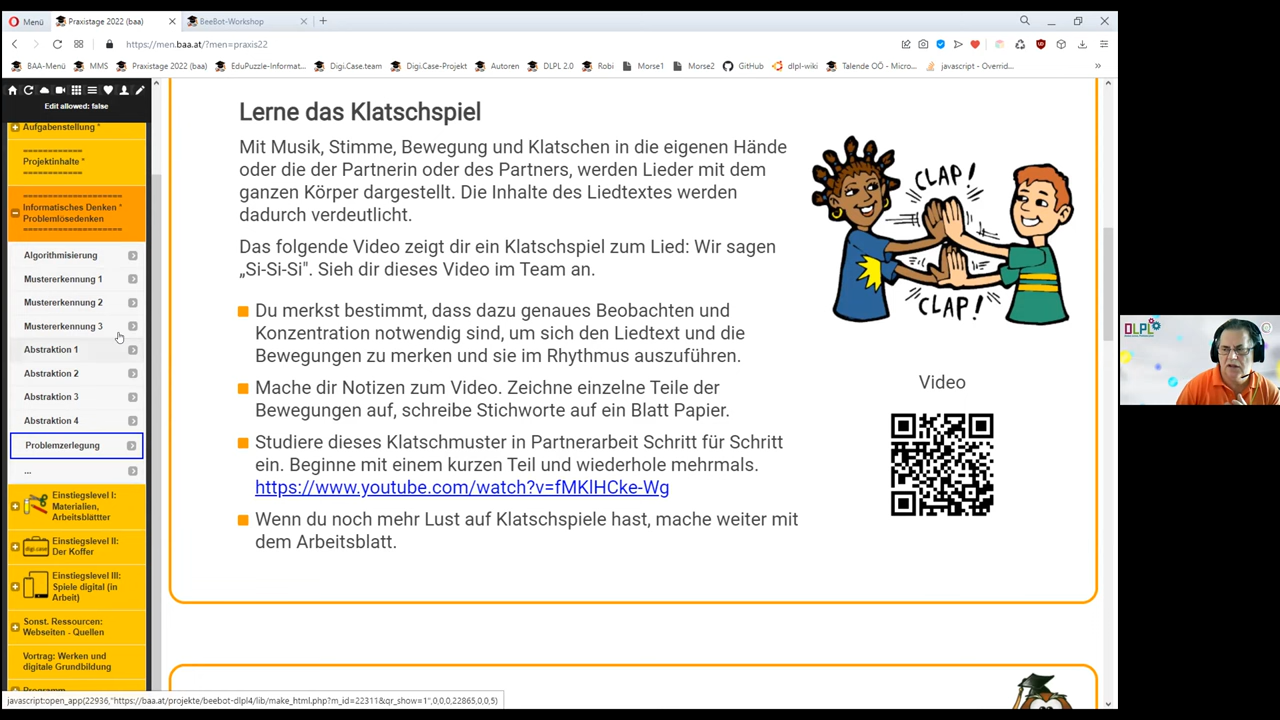 Menü
Praxistage 2022 (baa)
BeeBot-Workshop
https://men.baa.at/?men=praxis22
BAA-Menü
MMS
Praxistage 2022 (baa)
EduPuzzle-Informat...
Digi.Case.team
Digi.Case-Projekt
Autoren
DLPL 2.0
Robi
Morse1
Morse2
GitHub
dlpl-wiki
Talende OÖ - Micro...
javascript - Overrid...
Edit allowed: false
Aufgabenstellung *
============
Projektinhalte *
============
====================
Informatisches Denken *
Problemlösedenken
====================
Algorithmisierung
Mustererkennung 1
Mustererkennung 2
Mustererkennung 3
Abstraktion 1
Abstraktion 2
Abstraktion 3
Abstraktion 4
Problemzerlegung
...
Einstiegslevel I:
Materialien,
Arbeitsblättter
Einstiegslevel II:
Der Koffer
digi.case
Einstiegslevel III:
Spiele digital (in
Arbeit)
Sonst. Ressourcen:
Webseiten - Quellen
Vortrag: Werken und
digitale Grundbildung
Programm
Lerne das Klatschspiel
Mit Musik, Stimme, Bewegung und Klatschen in die eigenen Hände
oder die der Partnerin oder des Partners, werden Lieder mit dem
ganzen Körper dargestellt. Die Inhalte des Liedtextes werden
dadurch verdeutlicht.
Das folgende Video zeigt dir ein Klatschspiel zum Lied: Wir sagen
„Si-Si-Si". Sieh dir dieses Video im Team an.
Du merkst bestimmt, dass dazu genaues Beobachten und
Konzentration notwendig sind, um sich den Liedtext und die
Bewegungen zu merken und sie im Rhythmus auszuführen.
Mache dir Notizen zum Video. Zeichne einzelne Teile der
Bewegungen auf, schreibe Stichworte auf ein Blatt Papier.
Studiere dieses Klatschmuster in Partnerarbeit Schritt für Schritt
ein. Beginne mit einem kurzen Teil und wiederhole mehrmals.
https://www.youtube.com/watch?v=fMKlHCke-Wg
Wenn du noch mehr Lust auf Klatschspiele hast, mache weiter mit
dem Arbeitsblatt.
CLAP!
CLAP!
Video
DLPL
javascript:open_app(22936,"https://baa.at/projekte/beebot-dlpl4/lib/make_html.php?m_id=22311&qr_show=1",0,0,0,22865,0,0,5)